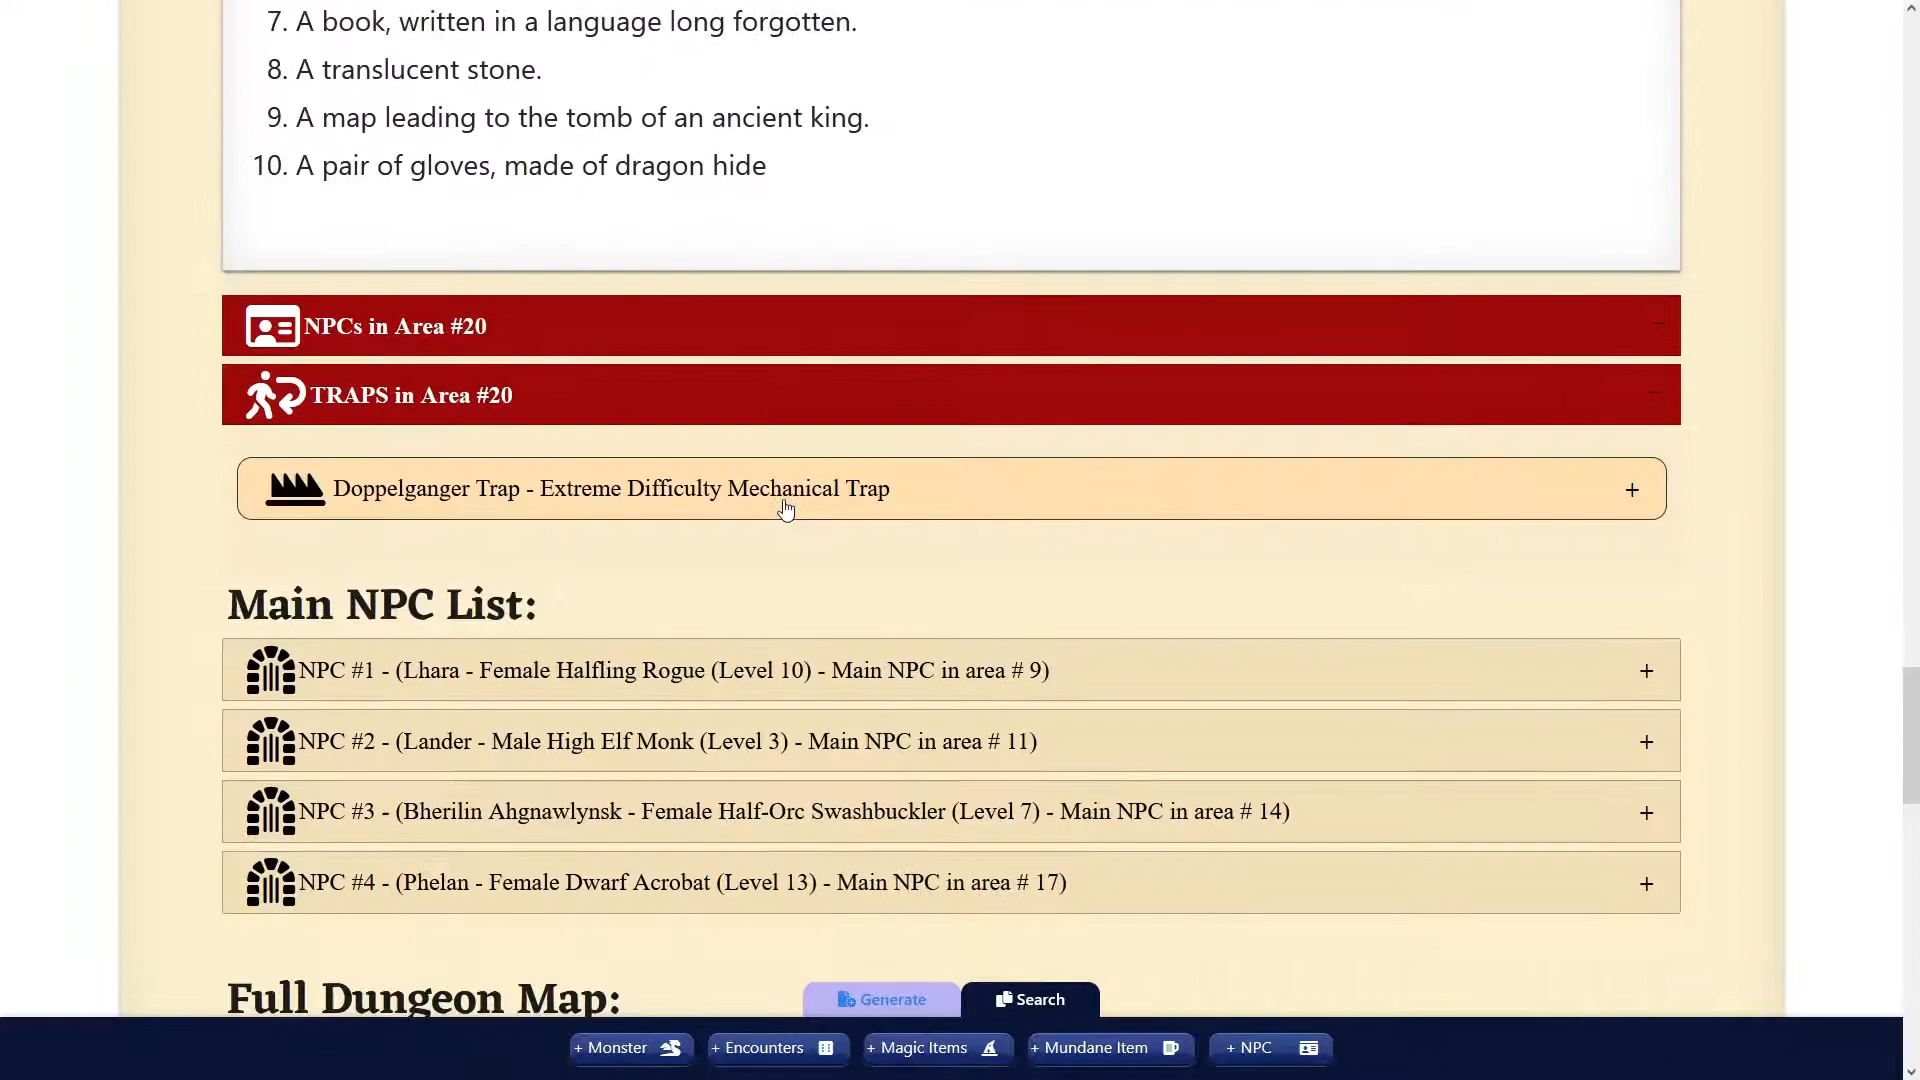 7. A book, written in a language long forgotten.
8. A translucent stone.
9. A map leading to the tomb of an ancient king.
10. A pair of gloves, made of dragon hide
NPCs in Area #20
TRAPS in Area #20
Doppelganger Trap - Extreme Difficulty Mechanical Trap +
Main NPC List:
NPC #1 - (Lhara - Female Halfling Rogue (Level 10) - Main NPC in area # 9) +
NPC #2 - (Lander - Male High Elf Monk (Level 3) - Main NPC in area # 11) +
NPC #3 - (Bherilin Ahgnawlynsk - Female Half-Orc Swashbuckler (Level 7) - Main NPC in area # 14) +
NPC #4 - (Phelan - Female Dwarf Acrobat (Level 13) - Main NPC in area # 17) +
Full Dungeon Map:
Generate Search
+ Monster + Encounters + Magic Items + Mundane Item + NPC